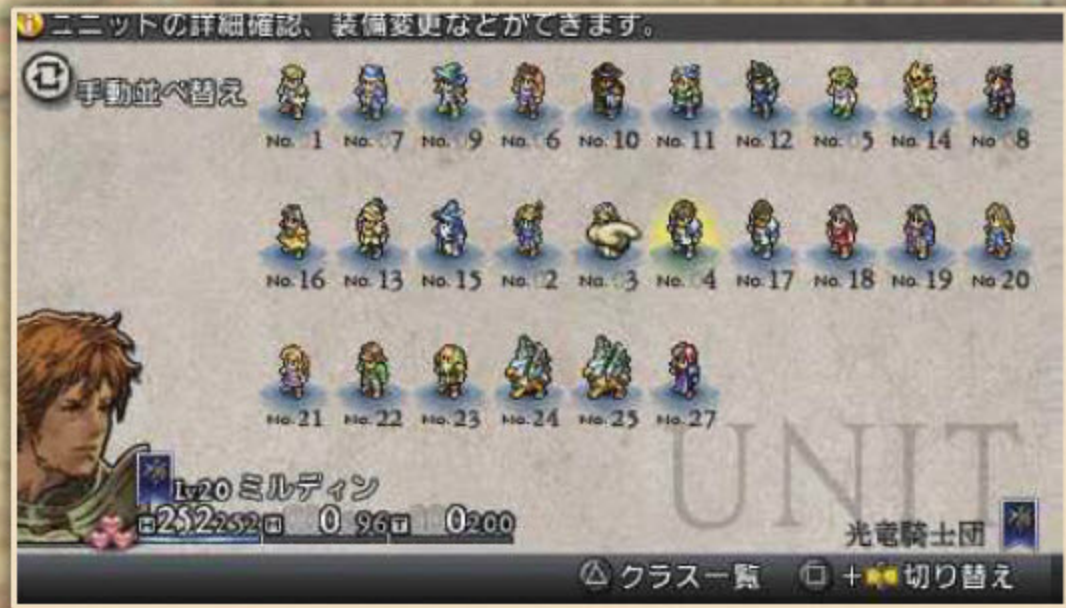 ユニットの詳細確認、装備変更などができます。
手動並べ替え
No. 1 No. 7 No. 9 No. 6 No. 10 No. 11 No. 12 No. 5 No. 14 No. 8
No. 16 No. 13 No. 15 No. 2 No. 3 No. 4 No. 17 No. 18 No. 19 No. 20
No. 21 No. 22 No. 23 No. 24 No. 25 No. 27
UNIT
Lv20 ミルディン
H 252 252 M 0 96 T 0 200
光竜騎士団
クラス一覧 + 切り替え